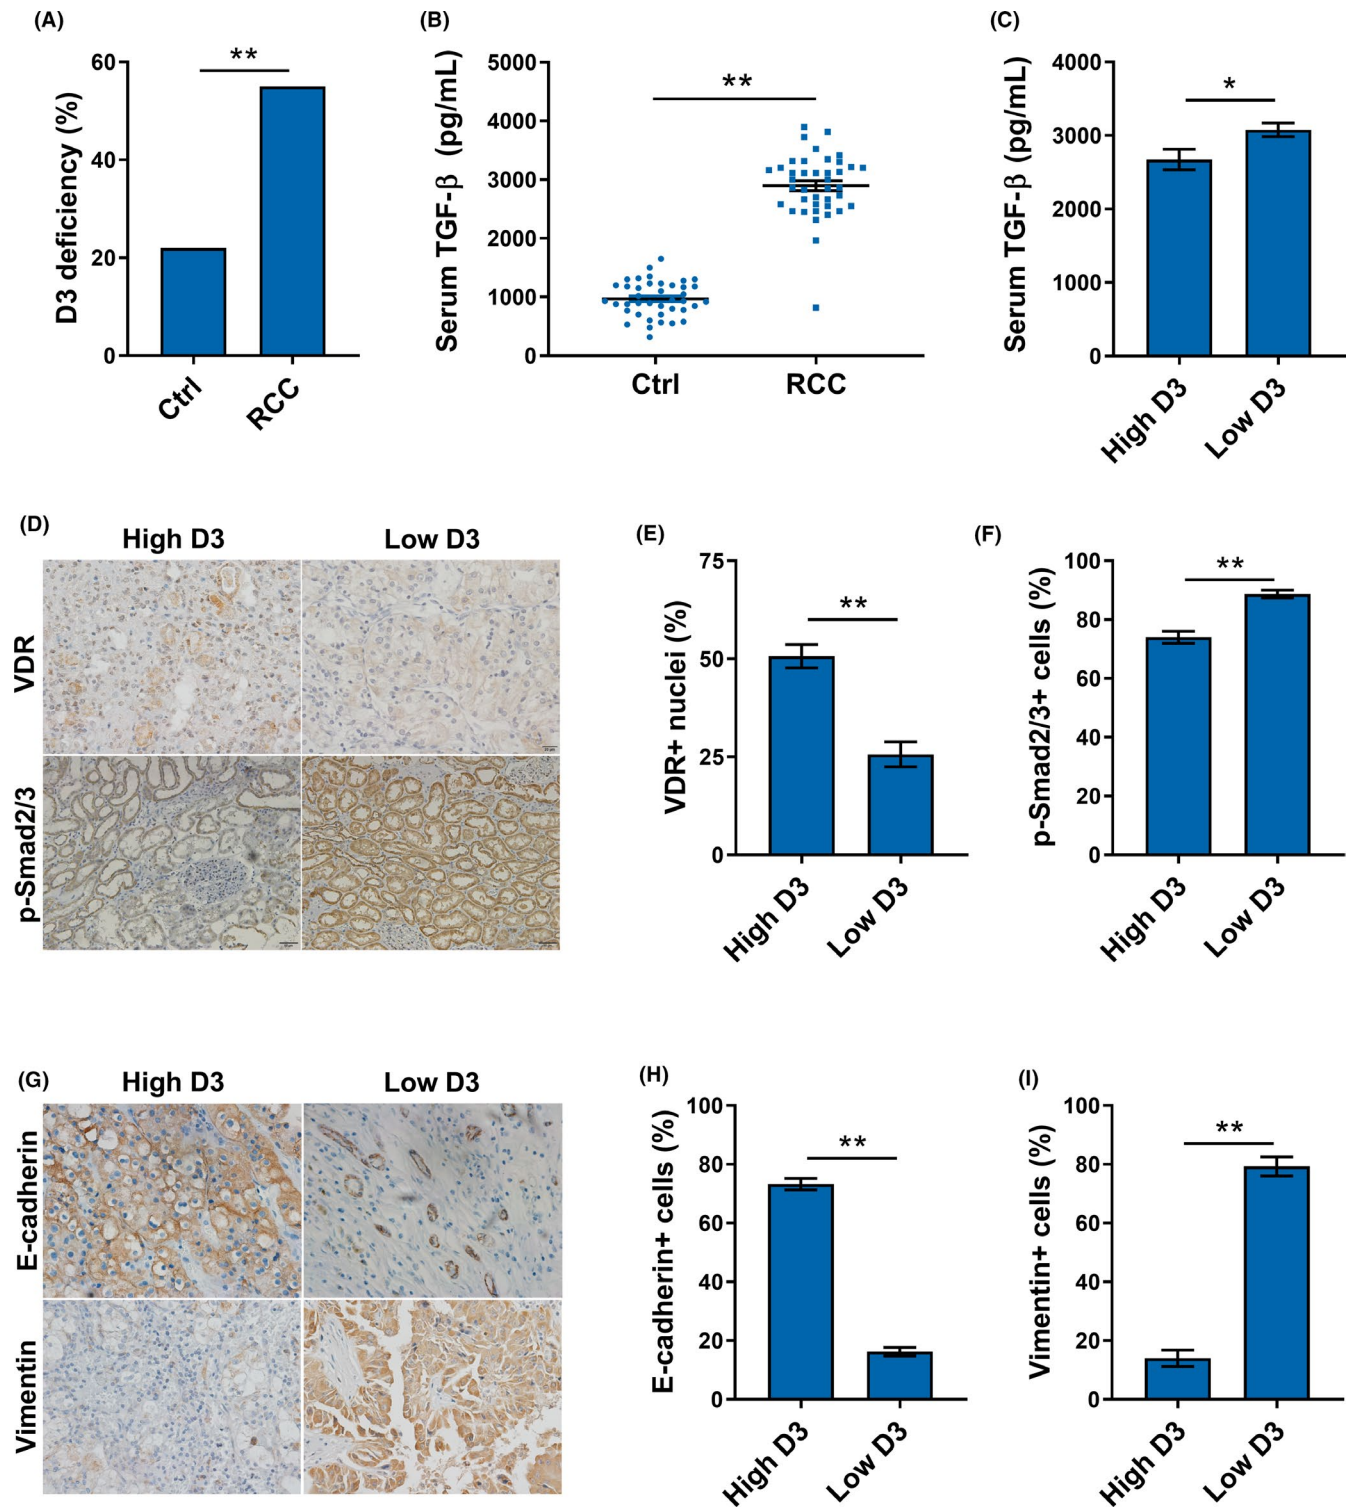 (A)
**
D3 deficiency (%)
60
40
20
0
Ctrl
RCC
(B)
**
Serum TGF-β (pg/mL)
5000
4000
3000
2000
1000
0
Ctrl
RCC
(C)
*
Serum TGF-β (pg/mL)
4000
3000
2000
1000
0
High D3
Low D3
(D)
High D3
Low D3
VDR
p-Smad2/3
(E)
**
VDR+ nuclei (%)
75
50
25
0
High D3
Low D3
(F)
**
p-Smad2/3+ cells (%)
100
80
60
40
20
0
High D3
Low D3
(G)
High D3
Low D3
E-cadherin
Vimentin
(H)
**
E-cadherin+ cells (%)
100
80
60
40
20
0
High D3
Low D3
(I)
**
Vimentin+ cells (%)
100
80
60
40
20
0
High D3
Low D3